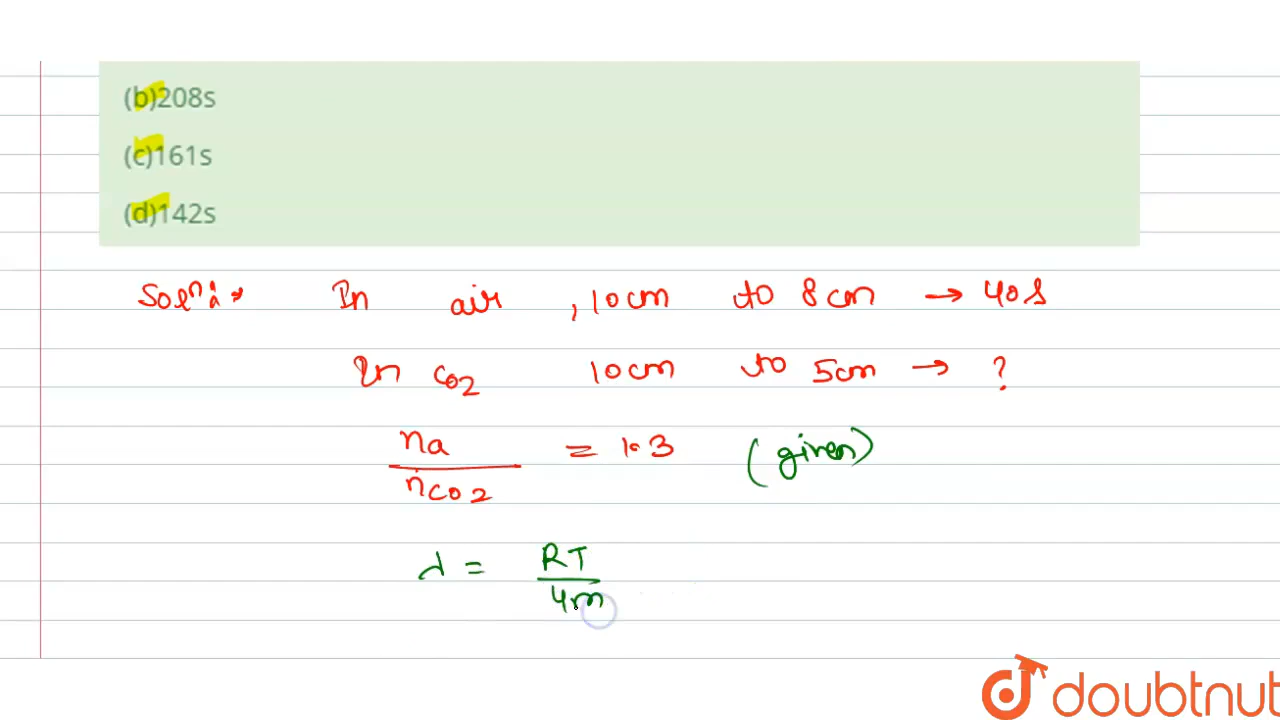 (b)208s
(c)161s
(d)142s
Soln:→ In air , 10cm to 8cm → 40s
In CO2 10cm to 5cm → ?
na / nCO2 = 1.3 (given)
λ = RT / 4m
doubtnut